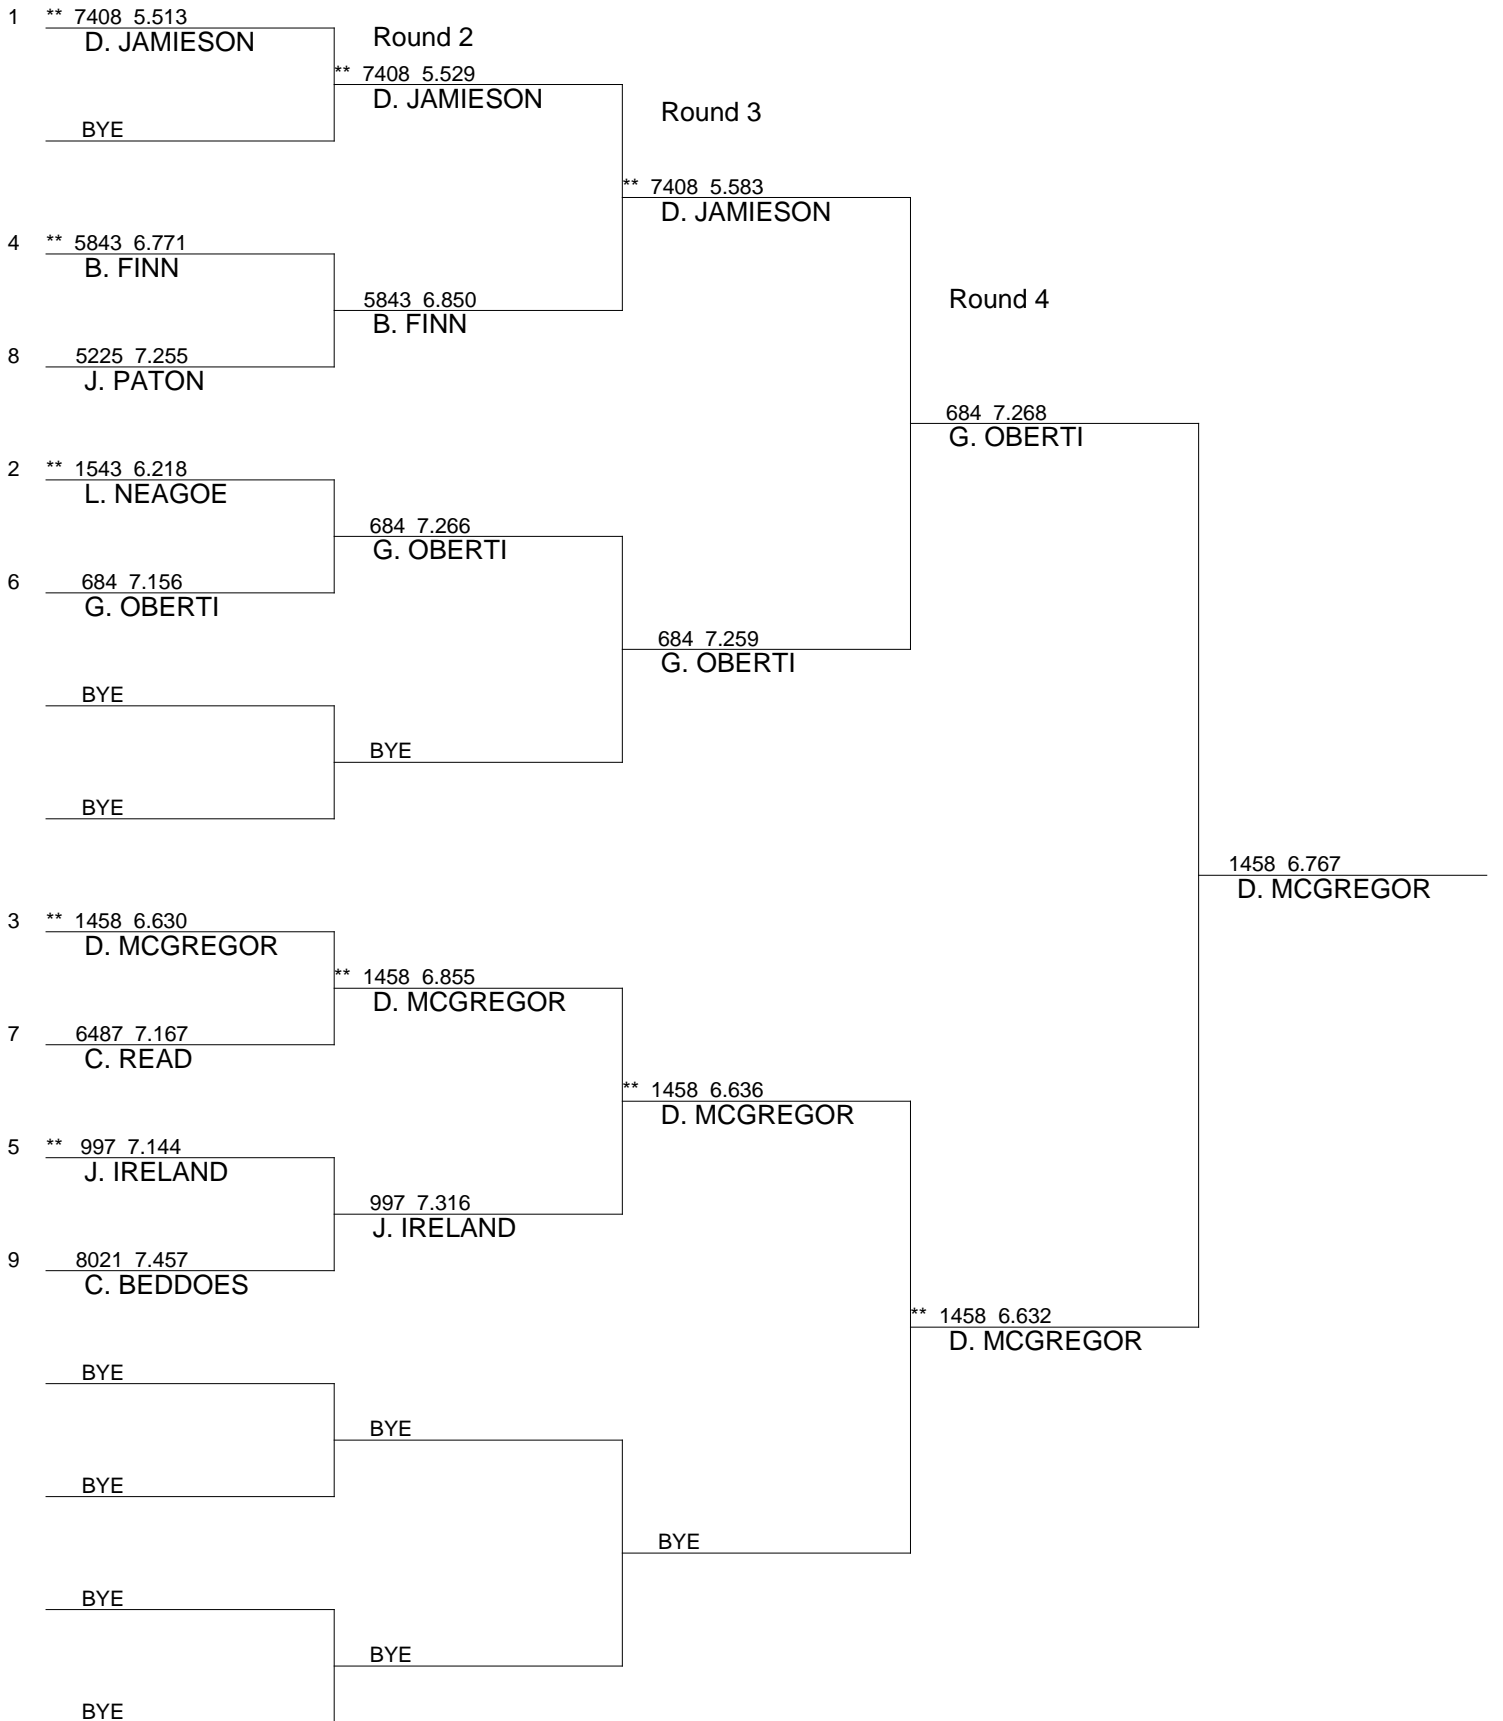 1 ** 7408 5.513
D. JAMIESON
Round 2
** 7408 5.529
D. JAMIESON
Round 3
BYE
** 7408 5.583
D. JAMIESON
4 ** 5843 6.771
B. FINN
5843 6.850
B. FINN
Round 4
8 5225 7.255
J. PATON
684 7.268
G. OBERTI
2 ** 1543 6.218
L. NEAGOE
684 7.266
G. OBERTI
6 684 7.156
G. OBERTI
684 7.259
G. OBERTI
BYE
BYE
BYE
1458 6.767
D. MCGREGOR
3 ** 1458 6.630
D. MCGREGOR
** 1458 6.855
D. MCGREGOR
7 6487 7.167
C. READ
** 1458 6.636
D. MCGREGOR
5 ** 997 7.144
J. IRELAND
997 7.316
J. IRELAND
9 8021 7.457
C. BEDDOES
** 1458 6.632
D. MCGREGOR
BYE
BYE
BYE
BYE
BYE
BYE
BYE